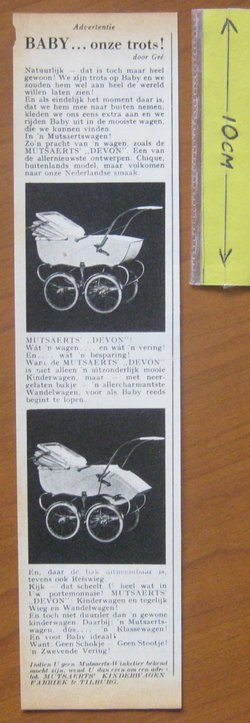 Advertentie
BABY... onze trots!
door Gré
Natuurlijk — dat is toch maar heel
gewoon! We zijn trots op Baby en we
zouden hem wel aan heel de wereld
willen laten zien!
En als eindelijk het moment daar is,
dat we hem mee naar buiten nemen,
kleden we ons eens extra aan en we
rijden Baby uit in de mooiste wagen,
die we kunnen vinden.
In 'n Mutsaertswagen!
Zo'n pracht van 'n wagen, zoals de
MUTSAERTS' „DEVON". Een van
de allernieuwste ontwerpen. Chique,
buitenlands model, maar volkomen
naar onze Nederlandse smaak.
MUTSAERTS' „DEVON"!
Wát 'n wagen .... en wát 'n vering!
En.... wát 'n besparing!
Want de MUTSAERTS' „DEVON"
is niet alleen 'n uitzonderlijk mooie
Kinderwagen, maar — met neer-
gelaten bakje — 'n allercharmantste
Wandelwagen, voor als Baby reeds
begint te lopen.
En, daar de bak uitneembaar is,
tevens ook Reiswieg.
Kijk — dat scheelt U heel wat in
Uw portemonnaie! MUTSAERTS'
„DEVON": Kinderwagen en tegelijk
Wieg en Wandelwagen!
En toch niet duurder dan 'n gewone
kinderwagen. Daarbij: 'n Mutsaerts-
wagen, dús.... 'n Klassewagen!
En voor Baby ideaal!
Want: Geen Schokje — Geen Stootje!
'n Zwevende Vering!
Indien U geen Mutsaerts-Winkelier bekend
mocht zijn, wend U dan even om een adres
tot MUTSAERTS' KINDERWAGEN
FABRIEK te TILBURG.
10CM